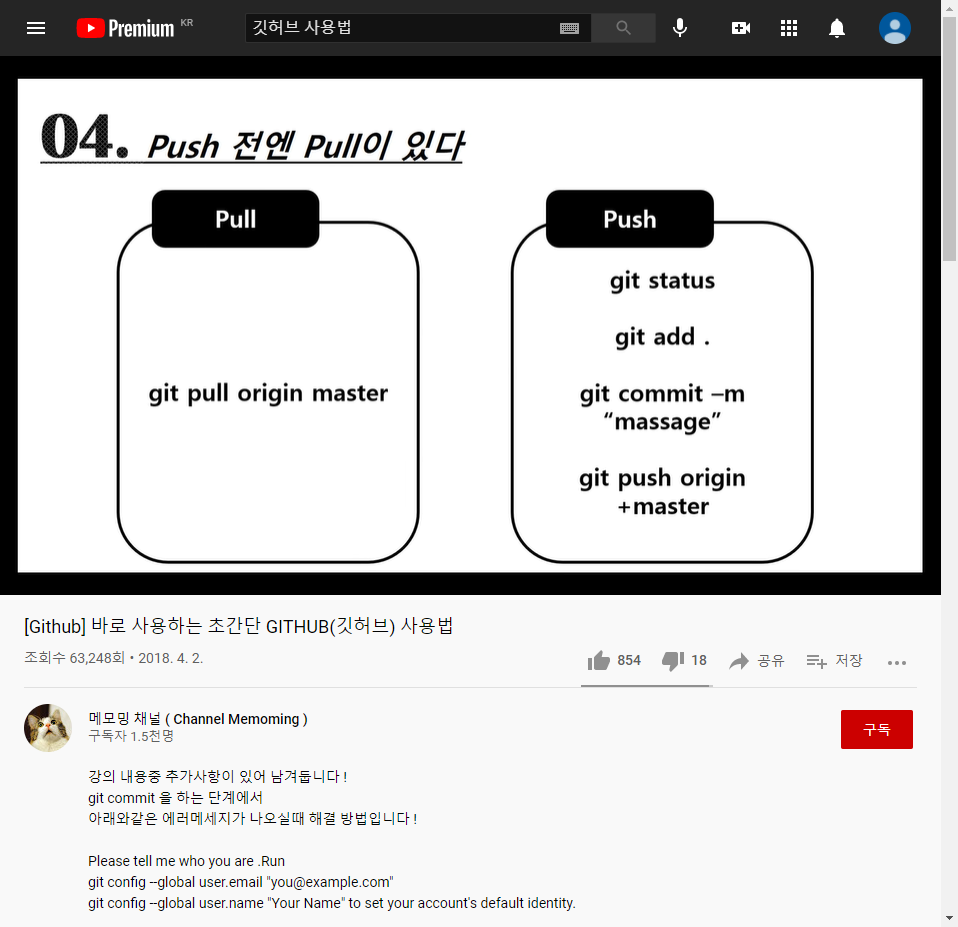 Premium KR
깃허브 사용법
04. Push 전엔 Pull이 있다
Pull
git pull origin master
Push
git status
git add .
git commit –m
“massage”
git push origin
+master
[Github] 바로 사용하는 초간단 GITHUB(깃허브) 사용법
조회수 63,248회 • 2018. 4. 2.
854
18
공유
저장
메모밍 채널 ( Channel Memoming )
구독자 1.5천명
구독
강의 내용중 추가사항이 있어 남겨둡니다 !
git commit 을 하는 단계에서
아래와같은 에러메세지가 나오실때 해결 방법입니다 !
Please tell me who you are .Run
git config --global user.email "you@example.com"
git config --global user.name "Your Name" to set your account's default identity.